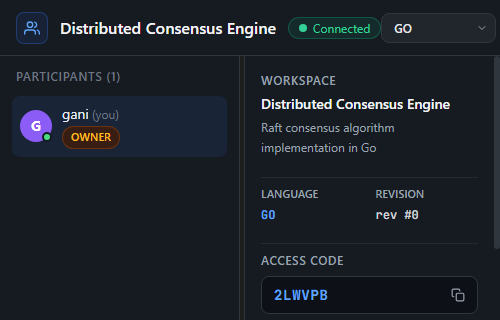 Distributed Consensus Engine
Connected
GO
PARTICIPANTS (1)
G
gani (you)
OWNER
WORKSPACE
Distributed Consensus Engine
Raft consensus algorithm
implementation in Go
LANGUAGE REVISION
GO rev #0
ACCESS CODE
2LWVPB